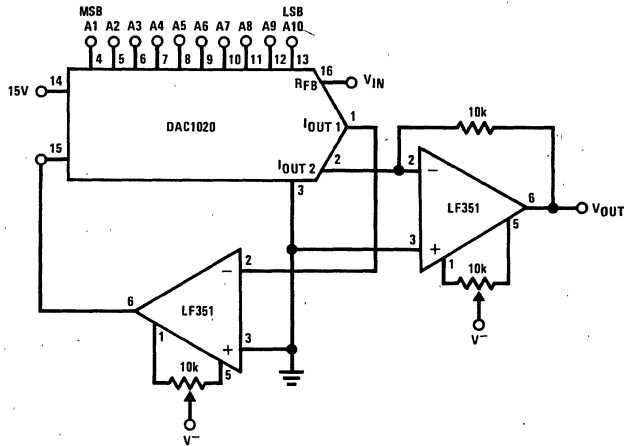 MSB LSB
A1 A2 A3 A4 A5 A6 A7 A8 A9 A10
4 5 6 7 8 9 10 11 12 13
14 RFB 16 VIN
15V
DAC1020 IOUT 1 1 10k
15
IOUT 2 2 2 −
3
LF351 6 VOUT
3 + 5
2 1 10k
−
6 LF351
V−
1 + 3
10k 5
V−